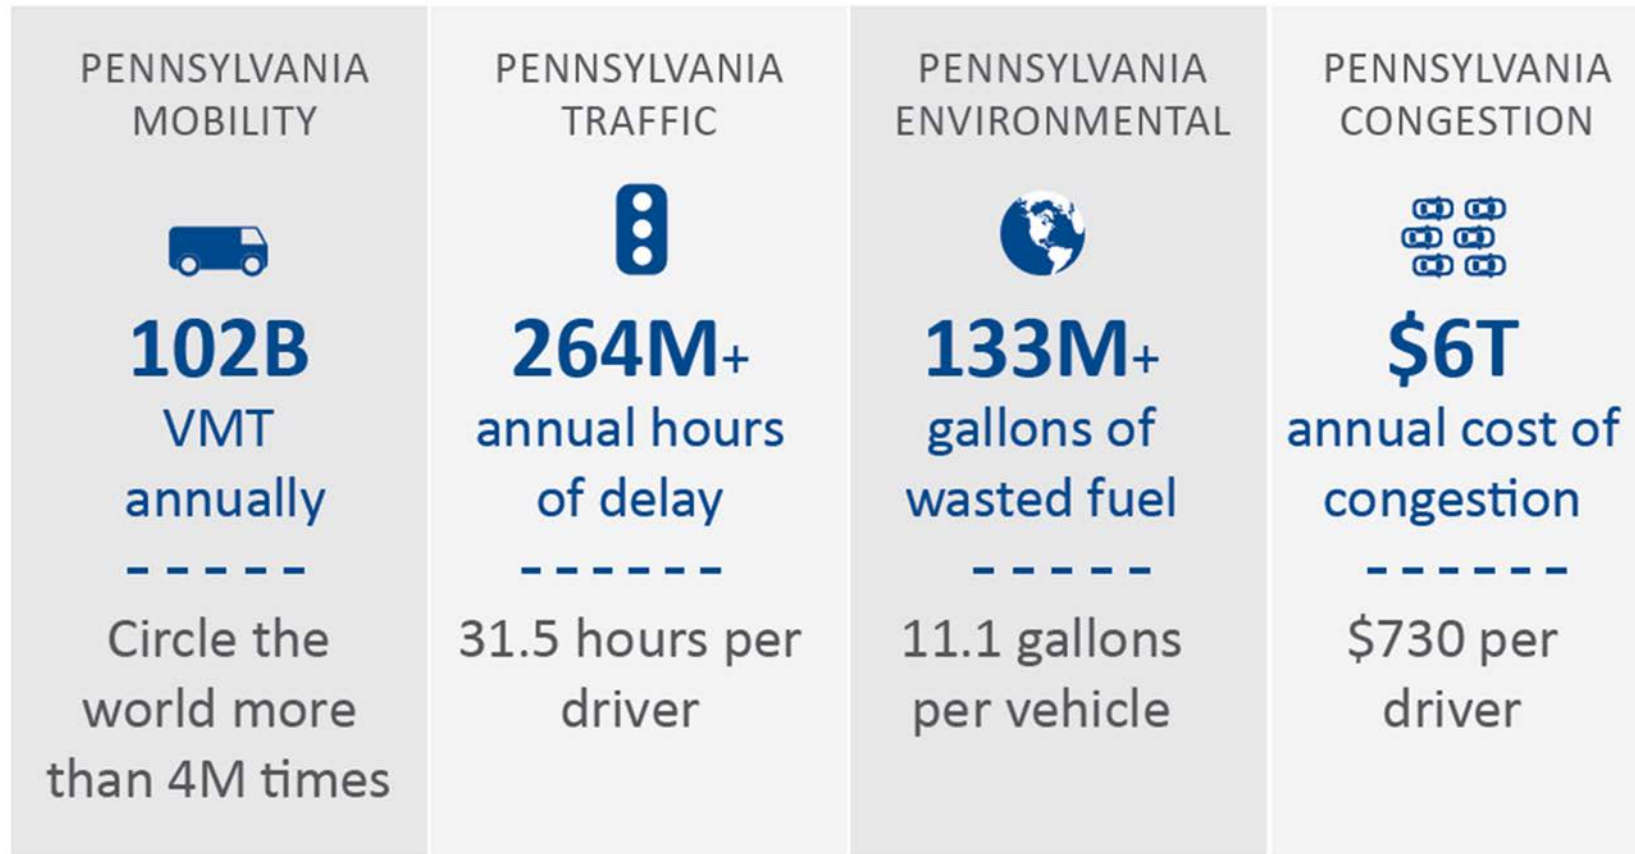 PENNSYLVANIA
MOBILITY
102B
VMT
annually
Circle the
world more
than 4M times
PENNSYLVANIA
TRAFFIC
264M+
annual hours
of delay
31.5 hours per
driver
PENNSYLVANIA
ENVIRONMENTAL
133M+
gallons of
wasted fuel
11.1 gallons
per vehicle
PENNSYLVANIA
CONGESTION
$6T
annual cost of
congestion
$730 per
driver